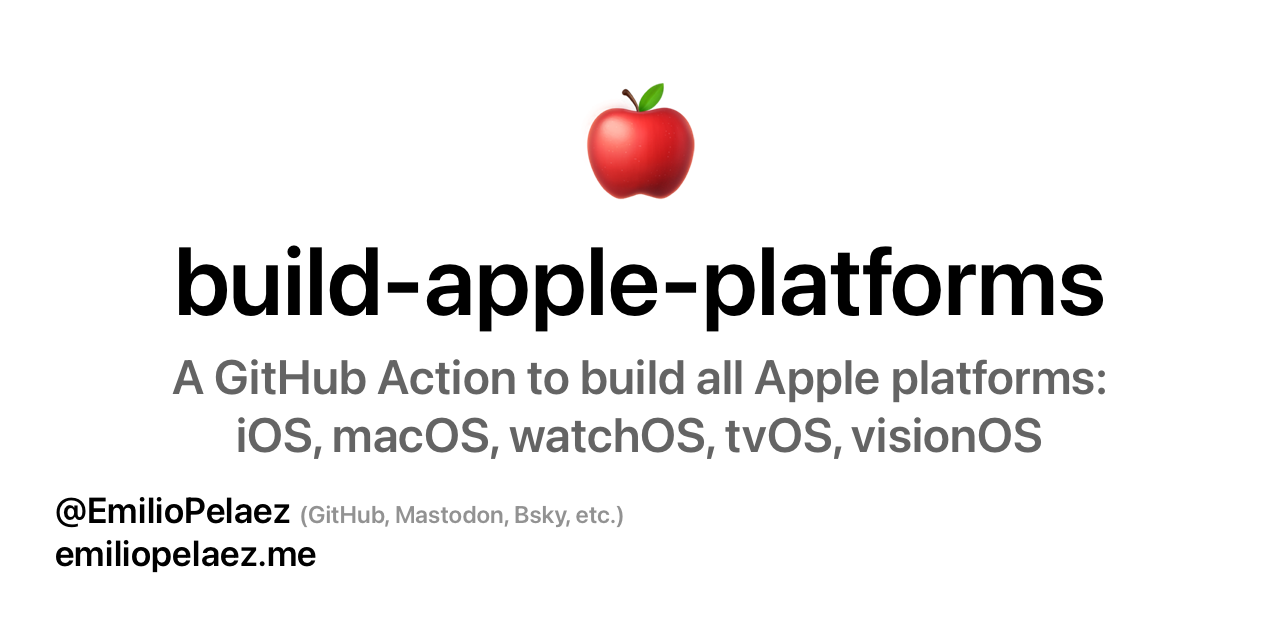 build-apple-platforms
A GitHub Action to build all Apple platforms:
iOS, macOS, watchOS, tvOS, visionOS
@EmilioPelaez (GitHub, Mastodon, Bsky, etc.)
emiliopelaez.me